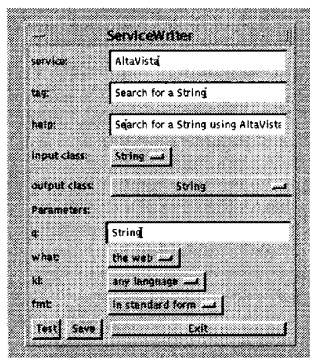 ServiceWriter
service: AltaVista
tag: Search for a String
help: Search for a String using AltaVista
input class: String
output class: String
Parameters:
q: String
what: the web
kl: any language
fmt: in standard form
Test Save Exit